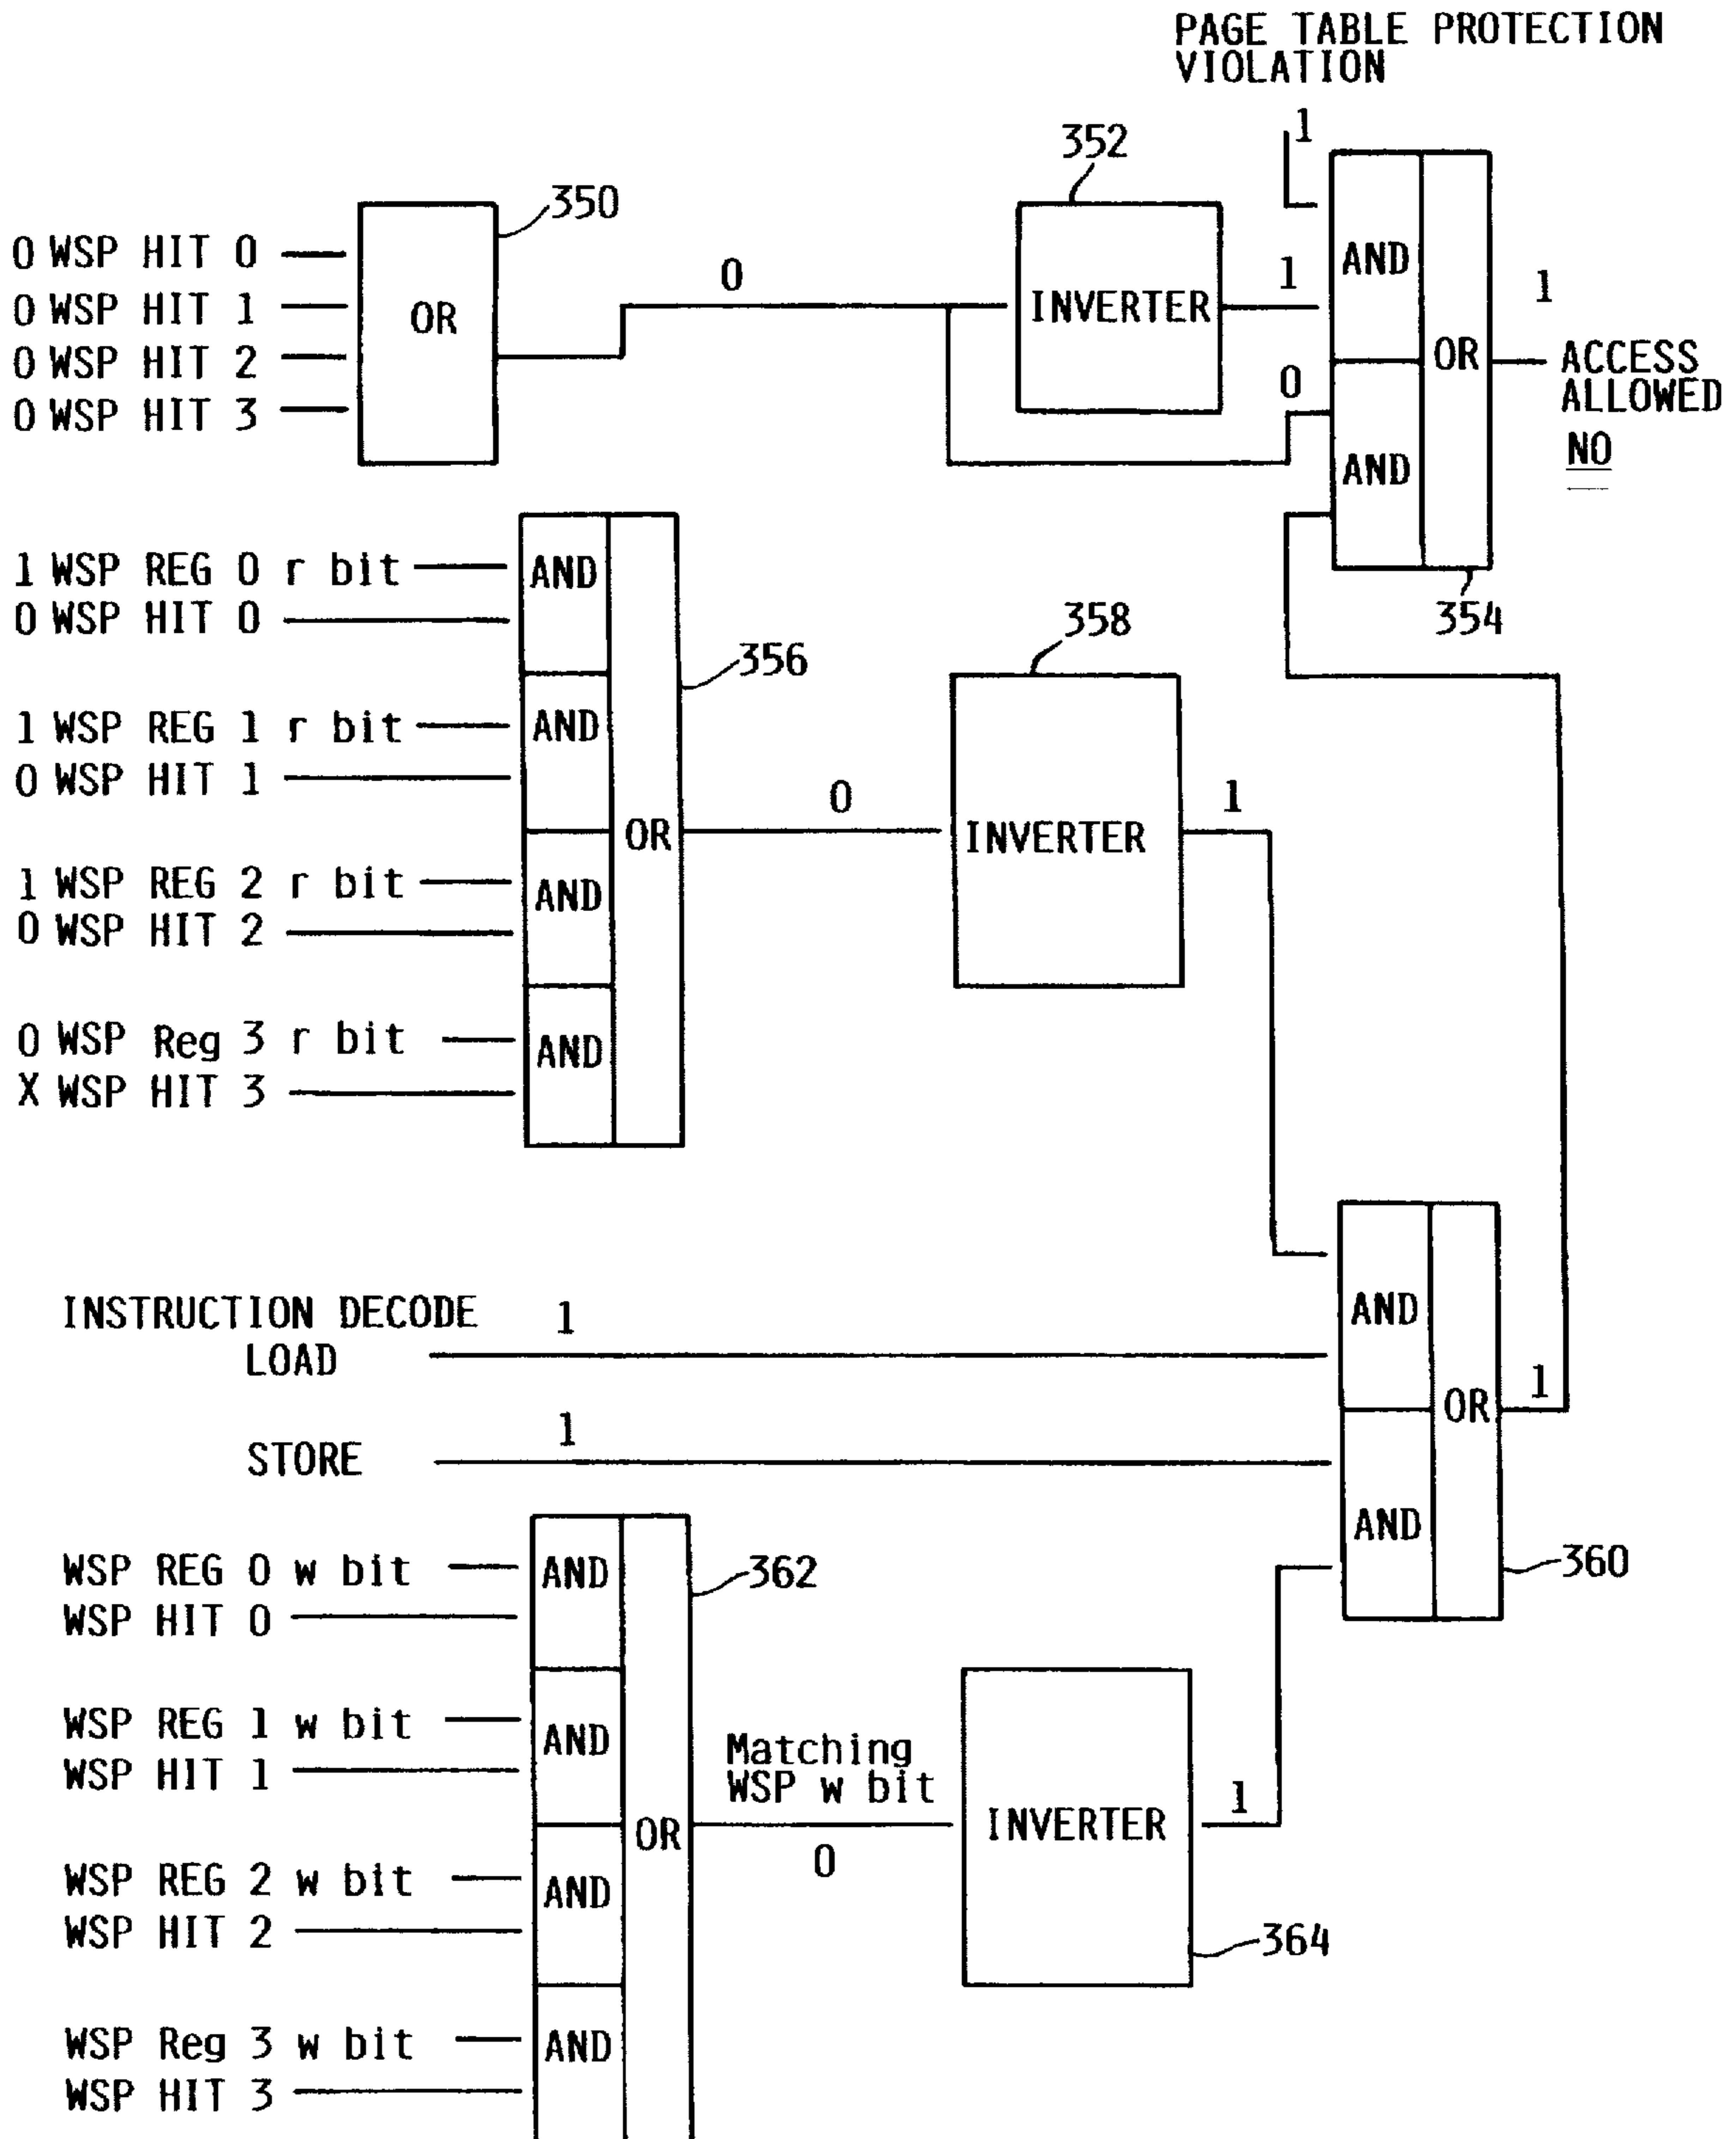 PAGE TABLE PROTECTION
VIOLATION
1
352
350
0 WSP HIT 0
0 WSP HIT 1
0 WSP HIT 2
0 WSP HIT 3
OR
0
INVERTER
1
0
AND
AND
OR
1
ACCESS
ALLOWED
NO
354
1 WSP REG 0 r bit
0 WSP HIT 0
1 WSP REG 1 r bit
0 WSP HIT 1
1 WSP REG 2 r bit
0 WSP HIT 2
0 WSP Reg 3 r bit
X WSP HIT 3
AND
AND
AND
AND
OR
356
0
358
INVERTER
1
INSTRUCTION DECODE
LOAD
1
STORE
1
AND
AND
OR
1
360
WSP REG 0 w bit
WSP HIT 0
WSP REG 1 w bit
WSP HIT 1
WSP REG 2 w bit
WSP HIT 2
WSP Reg 3 w bit
WSP HIT 3
AND
AND
AND
AND
OR
362
Matching
WSP w bit
0
INVERTER
1
364